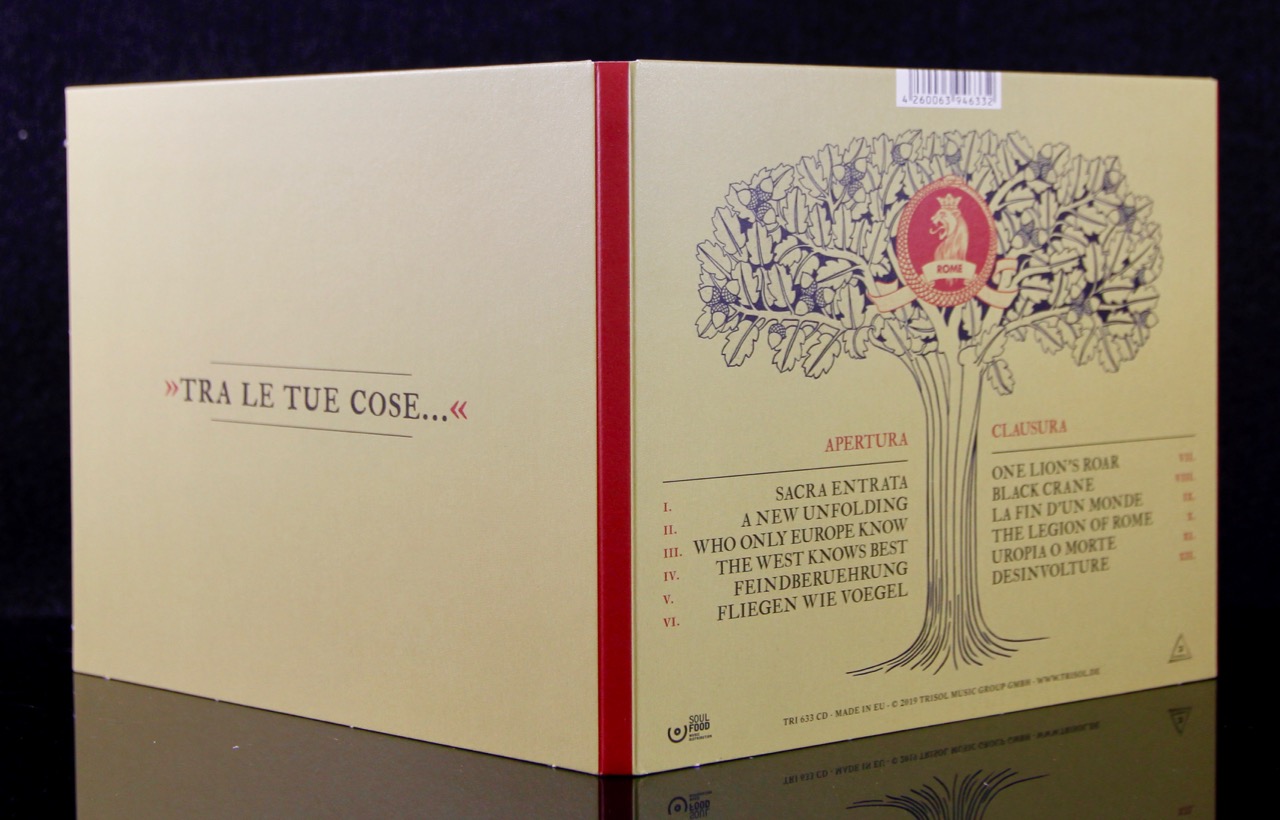 »TRA LE TUE COSE...«
4 260063 946332
ROME
APERTURA
I. SACRA ENTRATA
II. A NEW UNFOLDING
III. WHO ONLY EUROPE KNOW
IV. THE WEST KNOWS BEST
V. FEINDBERUEHRUNG
VI. FLIEGEN WIE VOEGEL
CLAUSURA
ONE LION'S ROAR VII.
BLACK CRANE VIII.
LA FIN D'UN MONDE IX.
THE LEGION OF ROME X.
UROPIA O MORTE XI.
DESINVOLTURE XII.
SOUL
FOOD
TRI 633 CD · MADE IN EU · © 2019 TRISOL MUSIC GROUP GMBH · WWW.TRISOL.DE